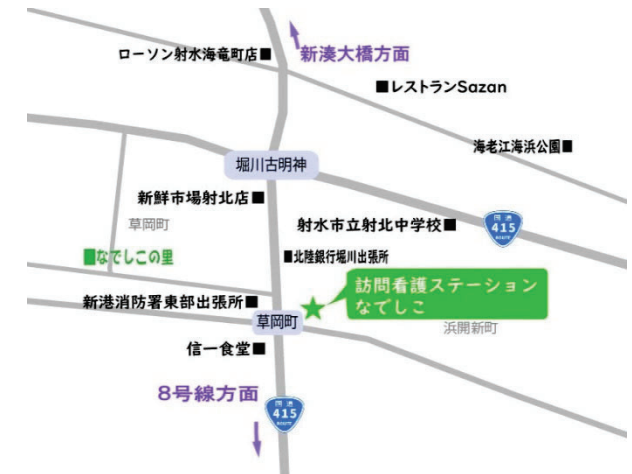 ローソン射水海竜町店■
新湊大橋方面
■レストランSazan
海老江海浜公園■
堀川古明神
新鮮市場射北店■
草岡町
射水市立射北中学校■
国道
415
ROUTE
■なでしこの里
■北陸銀行堀川出張所
訪問看護ステーション
なでしこ
新港消防署東部出張所■
草岡町
浜開新町
信一食堂■
8号線方面
国道
415
ROUTE